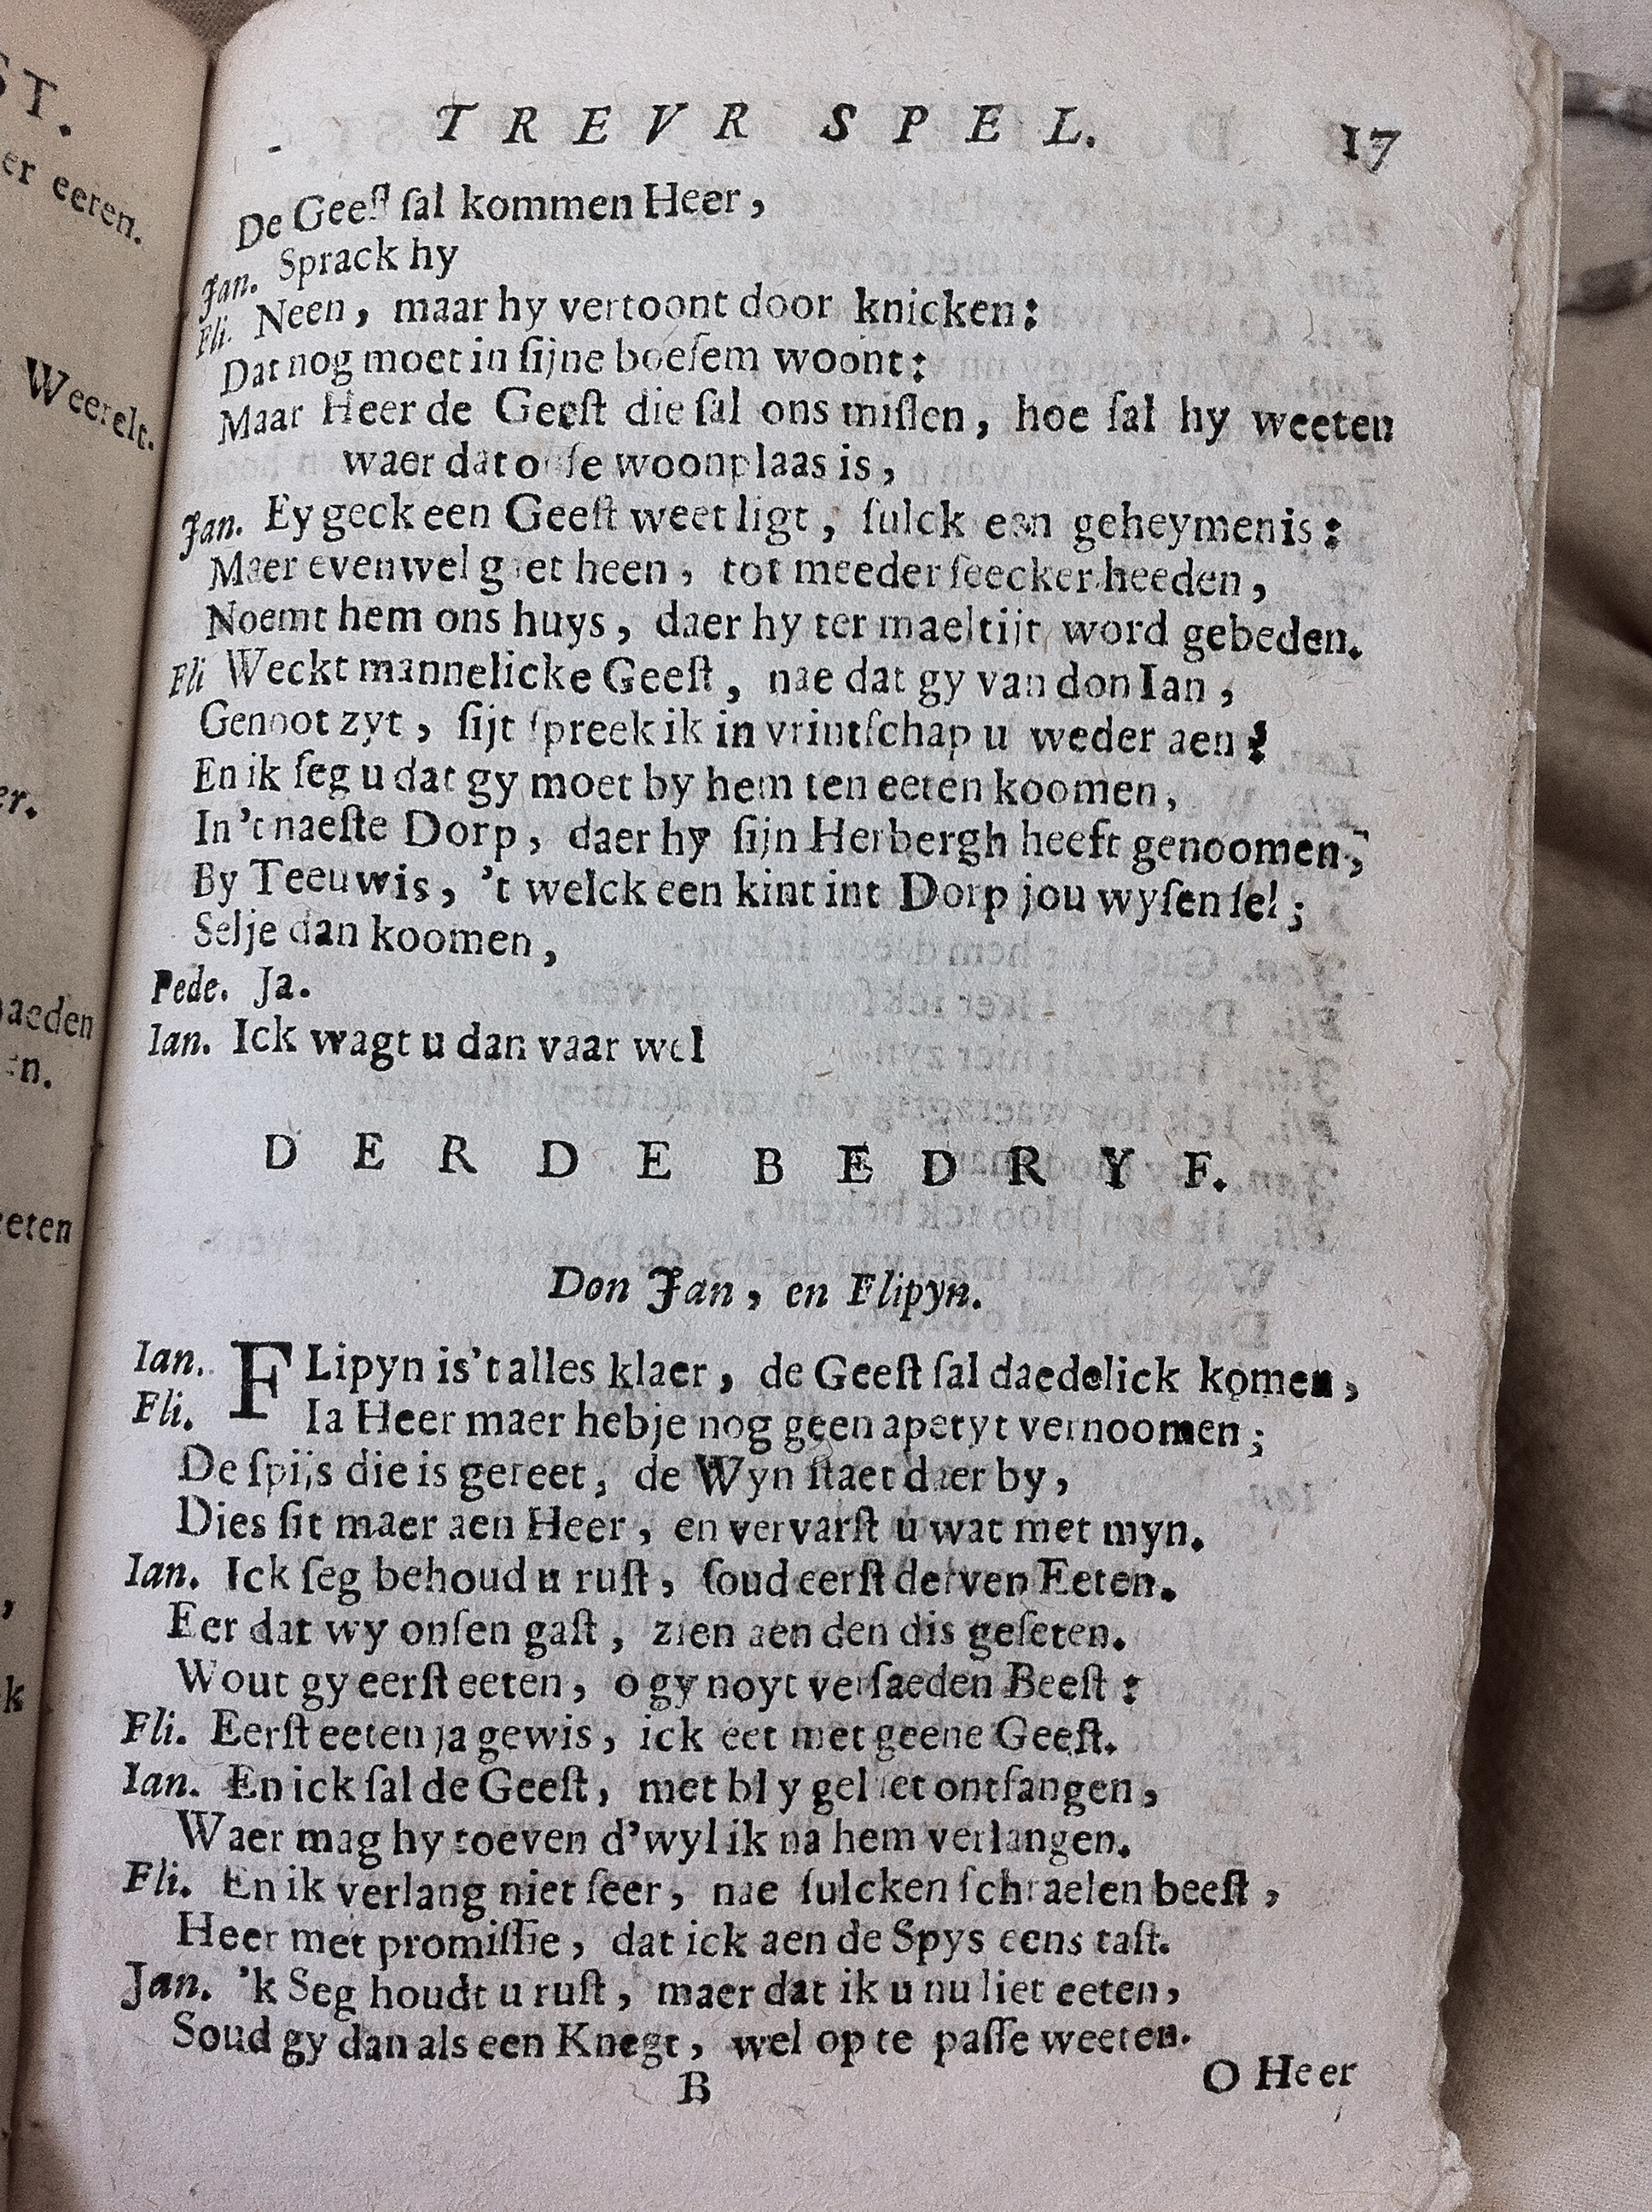 ST.
er eeren.
Weerelt.
er.
aeden
en.
eeten
,
k
TREVR SPEL. 17
De Geeſt ſal kommen Heer,
Jan. Sprack hy
Fli. Neen, maar hy vertoont door knicken:
Dat nog moet in ſijne boeſem woont:
Maar Heer de Geeſt die ſal ons miſſen, hoe ſal hy weeten
waer dat onſe woonplaas is,
Jan. Ey geck een Geeſt weet ligt, ſulck een geheymenis:
Maer evenwel gaet heen, tot meeder ſeecker heeden,
Noemt hem ons huys, daer hy ter maeltijt word gebeden.
Fli Weckt mannelicke Geeſt, nae dat gy van don Ian,
Genoot zyt, ſijt ſpreek ik in vrintſchap u weder aen:
En ik ſeg u dat gy moet by hem ten eeten koomen,
In't naeſte Dorp, daer hy ſijn Herbergh heeft genoomen,
By Teeuwis, 't welck een kint int Dorp jou wyſen ſel;
Selje dan koomen,
Pede. Ja.
Ian. Ick wagt u dan vaar wel
DERDE BEDRYF.
Don Jan, en Flipyn.
Ian. FLipyn is't alles klaer, de Geeſt ſal daedelick komen,
Fli. Ia Heer maer hebje nog geen apetyt vernoomen;
De ſpijs die is gereet, de Wyn ſtaet daer by,
Dies ſit maer aen Heer, en vervarſt u wat met myn.
Ian. Ick ſeg behoud u ruſt, ſoud eerſt derven Eeten.
Eer dat wy onſen gaſt, zien aen den dis geſeten.
Wout gy eerſt eeten, o gy noyt verſaeden Beeſt:
Fli. Eerſt eeten ja gewis, ick eet met geene Geeſt.
Ian. En ick ſal de Geeſt, met bly gelaet ontfangen,
Waer mag hy toeven d'wyl ik na hem verlangen.
Fli. En ik verlang niet ſeer, nae ſulcken ſchraelen beeſt,
Heer met promiſſie, dat ick aen de Spys eens taſt.
Jan. 'k Seg houdt u ruſt, maer dat ik u nu liet eeten,
Soud gy dan als een Knegt, wel op te paſſe weeten.
B O Heer